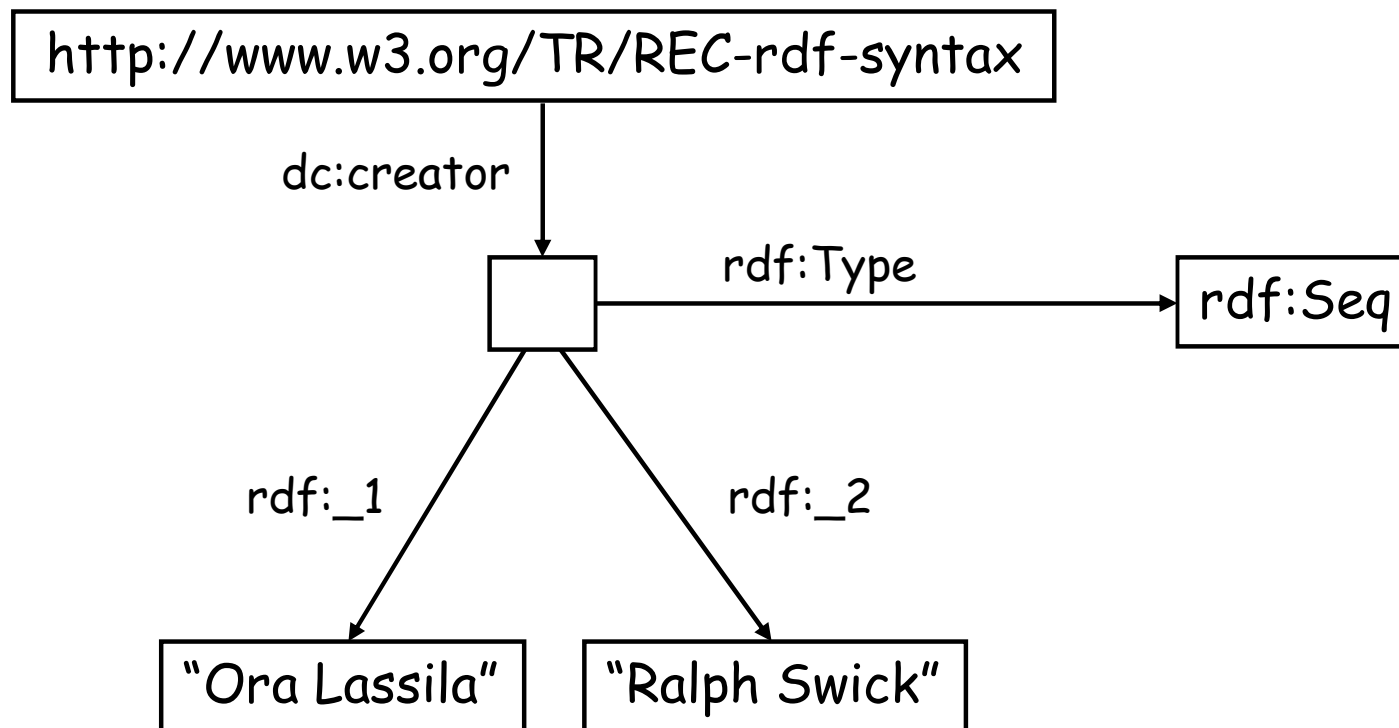 http://www.w3.org/TR/REC-rdf-syntax
dc:creator
rdf:Type
rdf:Seq
rdf:_1
rdf:_2
“Ora Lassila”
“Ralph Swick”